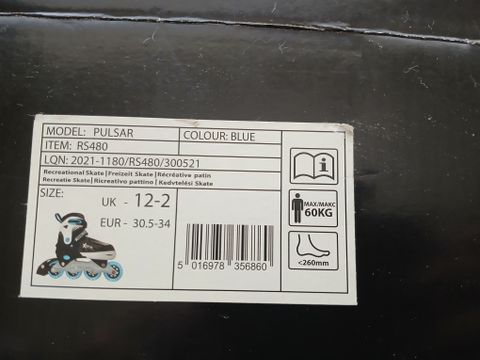 MODEL: PULSAR COLOUR: BLUE
ITEM: RS480
LQN: 2021-1180/RS480/300521
Recreational Skate | Freizeit Skate | Récréative patin
Recreatie Skate | Ricreativo pattino | Kedvtelési Skate
SIZE:
UK - 12-2
EUR - 30.5-34
5 016978 356860
MAX/МАКС
60KG
<260mm